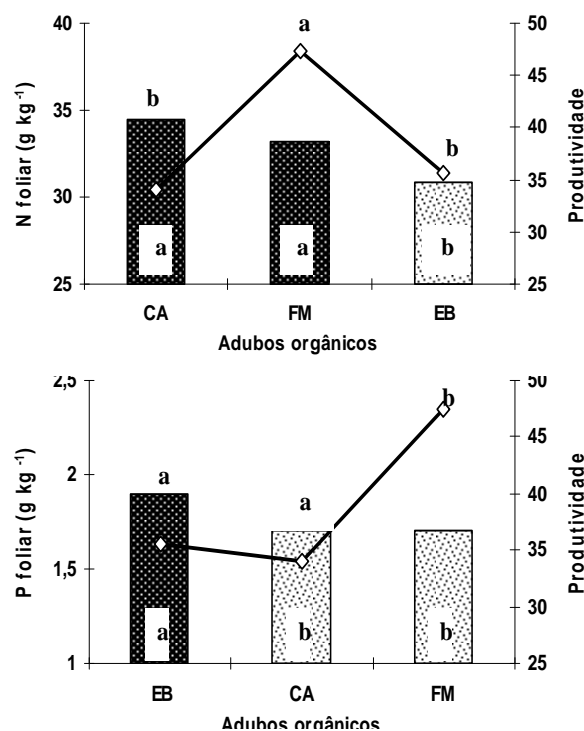 40
35
30
25
N foliar (g kg -1)
50
45
40
35
30
25
Produtividade
b
a
b
a
a
b
CA FM EB
Adubos orgânicos
2,5
2
1,5
1
P foliar (g kg -1)
50
45
40
35
30
25
Produtividade
a
a
b
a
b
b
EB CA FM
Adubos orgânicos